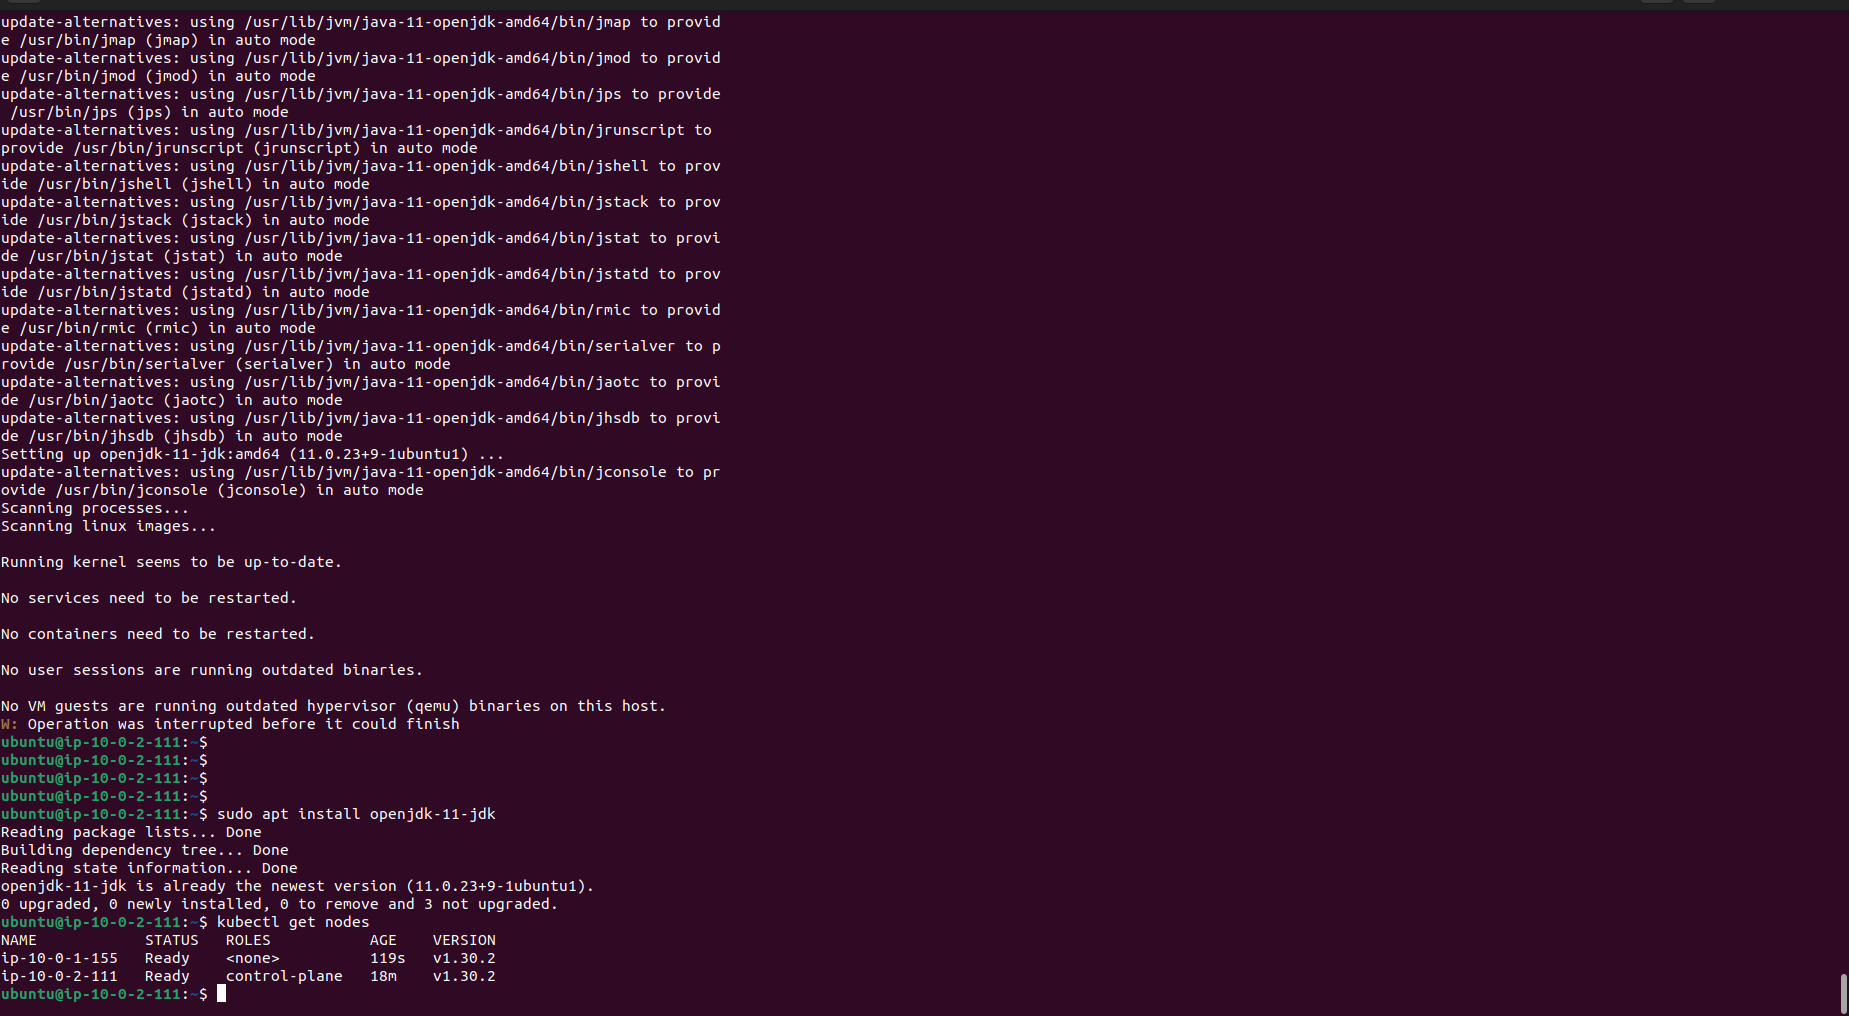 update-alternatives: using /usr/lib/jvm/java-11-openjdk-amd64/bin/jmap to provid
e /usr/bin/jmap (jmap) in auto mode
update-alternatives: using /usr/lib/jvm/java-11-openjdk-amd64/bin/jmod to provid
e /usr/bin/jmod (jmod) in auto mode
update-alternatives: using /usr/lib/jvm/java-11-openjdk-amd64/bin/jps to provide
 /usr/bin/jps (jps) in auto mode
update-alternatives: using /usr/lib/jvm/java-11-openjdk-amd64/bin/jrunscript to
provide /usr/bin/jrunscript (jrunscript) in auto mode
update-alternatives: using /usr/lib/jvm/java-11-openjdk-amd64/bin/jshell to prov
ide /usr/bin/jshell (jshell) in auto mode
update-alternatives: using /usr/lib/jvm/java-11-openjdk-amd64/bin/jstack to prov
ide /usr/bin/jstack (jstack) in auto mode
update-alternatives: using /usr/lib/jvm/java-11-openjdk-amd64/bin/jstat to provi
de /usr/bin/jstat (jstat) in auto mode
update-alternatives: using /usr/lib/jvm/java-11-openjdk-amd64/bin/jstatd to prov
ide /usr/bin/jstatd (jstatd) in auto mode
update-alternatives: using /usr/lib/jvm/java-11-openjdk-amd64/bin/rmic to provid
e /usr/bin/rmic (rmic) in auto mode
update-alternatives: using /usr/lib/jvm/java-11-openjdk-amd64/bin/serialver to p
rovide /usr/bin/serialver (serialver) in auto mode
update-alternatives: using /usr/lib/jvm/java-11-openjdk-amd64/bin/jaotc to provi
de /usr/bin/jaotc (jaotc) in auto mode
update-alternatives: using /usr/lib/jvm/java-11-openjdk-amd64/bin/jhsdb to provi
de /usr/bin/jhsdb (jhsdb) in auto mode
Setting up openjdk-11-jdk:amd64 (11.0.23+9-1ubuntu1) ...
update-alternatives: using /usr/lib/jvm/java-11-openjdk-amd64/bin/jconsole to pr
ovide /usr/bin/jconsole (jconsole) in auto mode
Scanning processes...
Scanning linux images...
Running kernel seems to be up-to-date.
No services need to be restarted.
No containers need to be restarted.
No user sessions are running outdated binaries.
No VM guests are running outdated hypervisor (qemu) binaries on this host.
W: Operation was interrupted before it could finish
ubuntu@ip-10-0-2-111:~$
ubuntu@ip-10-0-2-111:~$
ubuntu@ip-10-0-2-111:~$
ubuntu@ip-10-0-2-111:~$
ubuntu@ip-10-0-2-111:~$ sudo apt install openjdk-11-jdk
Reading package lists... Done
Building dependency tree... Done
Reading state information... Done
openjdk-11-jdk is already the newest version (11.0.23+9-1ubuntu1).
0 upgraded, 0 newly installed, 0 to remove and 3 not upgraded.
ubuntu@ip-10-0-2-111:~$ kubectl get nodes
NAME            STATUS   ROLES           AGE    VERSION
ip-10-0-1-155   Ready    <none>          119s   v1.30.2
ip-10-0-2-111   Ready    control-plane   18m    v1.30.2
ubuntu@ip-10-0-2-111:~$